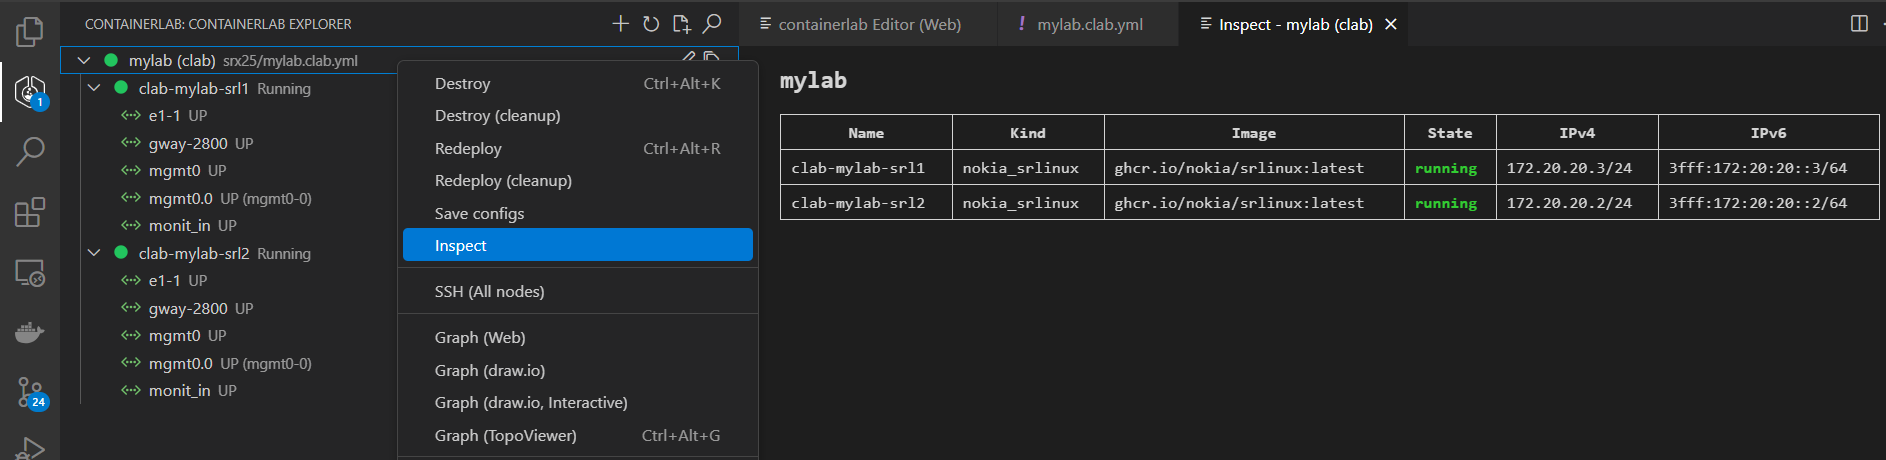 CONTAINERLAB: CONTAINERLAB EXPLORER
mylab (clab) srx25/mylab.clab.yml
clab-mylab-srl1 Running
e1-1 UP
gway-2800 UP
mgmt0 UP
mgmt0.0 UP (mgmt0-0)
monit_in UP
clab-mylab-srl2 Running
e1-1 UP
gway-2800 UP
mgmt0 UP
mgmt0.0 UP (mgmt0-0)
monit_in UP
1
24
Destroy Ctrl+Alt+K
Destroy (cleanup)
Redeploy Ctrl+Alt+R
Redeploy (cleanup)
Save configs
Inspect
SSH (All nodes)
Graph (Web)
Graph (draw.io)
Graph (draw.io, Interactive)
Graph (TopoViewer) Ctrl+Alt+G
containerlab Editor (Web) ! mylab.clab.yml Inspect - mylab (clab)
mylab
Name Kind Image State IPv4 IPv6
clab-mylab-srl1 nokia_srlinux ghcr.io/nokia/srlinux:latest running 172.20.20.3/24 3fff:172:20:20::3/64
clab-mylab-srl2 nokia_srlinux ghcr.io/nokia/srlinux:latest running 172.20.20.2/24 3fff:172:20:20::2/64